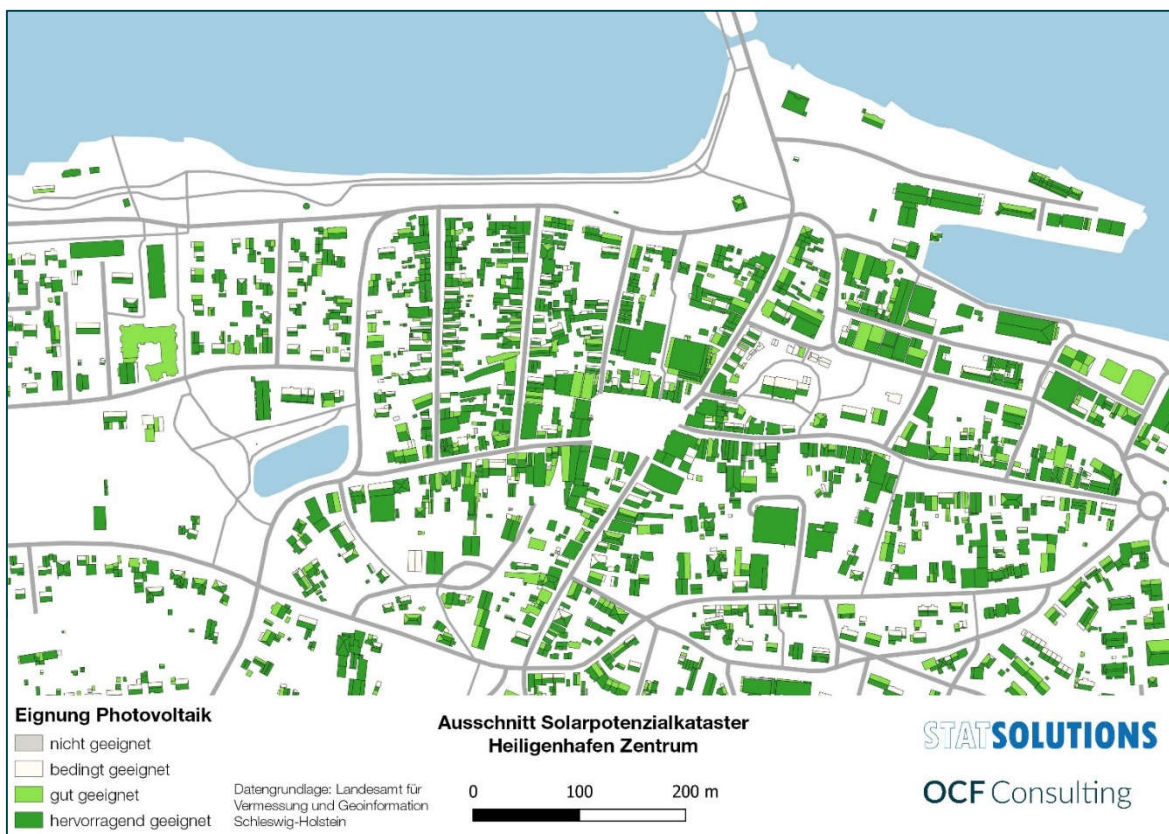 Eignung Photovoltaik
nicht geeignet
bedingt geeignet
gut geeignet
hervorragend geeignet
Datengrundlage: Landesamt für
Vermessung und Geoinformation
Schleswig-Holstein
Ausschnitt Solarpotenzialkataster
Heiligenhafen Zentrum
0 100 200 m
STATSOLUTIONS
OCF Consulting